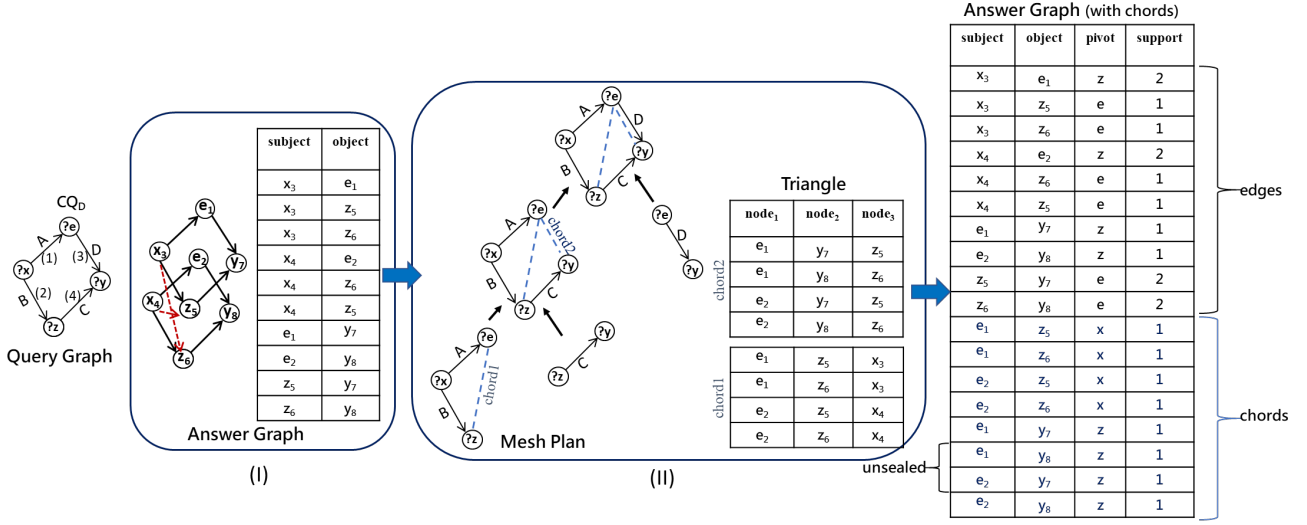 CQ_D
?e
A
D
(1)
(3)
?x
?y
B
(2)
(4)
C
?z
Query Graph
e₁
x₃
e₂
y₇
x₄
z₅
y₈
z₆
subject object
x₃ e₁
x₃ z₅
x₃ z₆
x₄ e₂
x₄ z₆
x₄ z₅
e₁ y₇
e₂ y₈
z₅ y₇
z₆ y₈
Answer Graph
(I)
?e
A
D
?x
?y
B
C
?z
?e
D
?y
?e
A
chord2
?x
?y
B
C
?z
?e
A
chord1
?x
B
?z
?y
C
?z
Mesh Plan
Triangle
node₁ node₂ node₃
chord2
e₁ y₇ z₅
e₁ y₈ z₆
e₂ y₇ z₅
e₂ y₈ z₆
chord1
e₁ z₅ x₃
e₁ z₆ x₃
e₂ z₅ x₄
e₂ z₆ x₄
(II)
Answer Graph (with chords)
subject object pivot support
x₃ e₁ z 2
x₃ z₅ e 1
x₃ z₆ e 1
x₄ e₂ z 2
x₄ z₆ e 1
x₄ z₅ e 1
e₁ y₇ z 1
e₂ y₈ z 1
z₅ y₇ e 2
z₆ y₈ e 2
e₁ z₅ x 1
e₁ z₆ x 1
e₂ z₅ x 1
e₂ z₆ x 1
e₁ y₇ z 1
e₁ y₈ z 1
e₂ y₇ z 1
e₂ y₈ z 1
edges
chords
unsealed